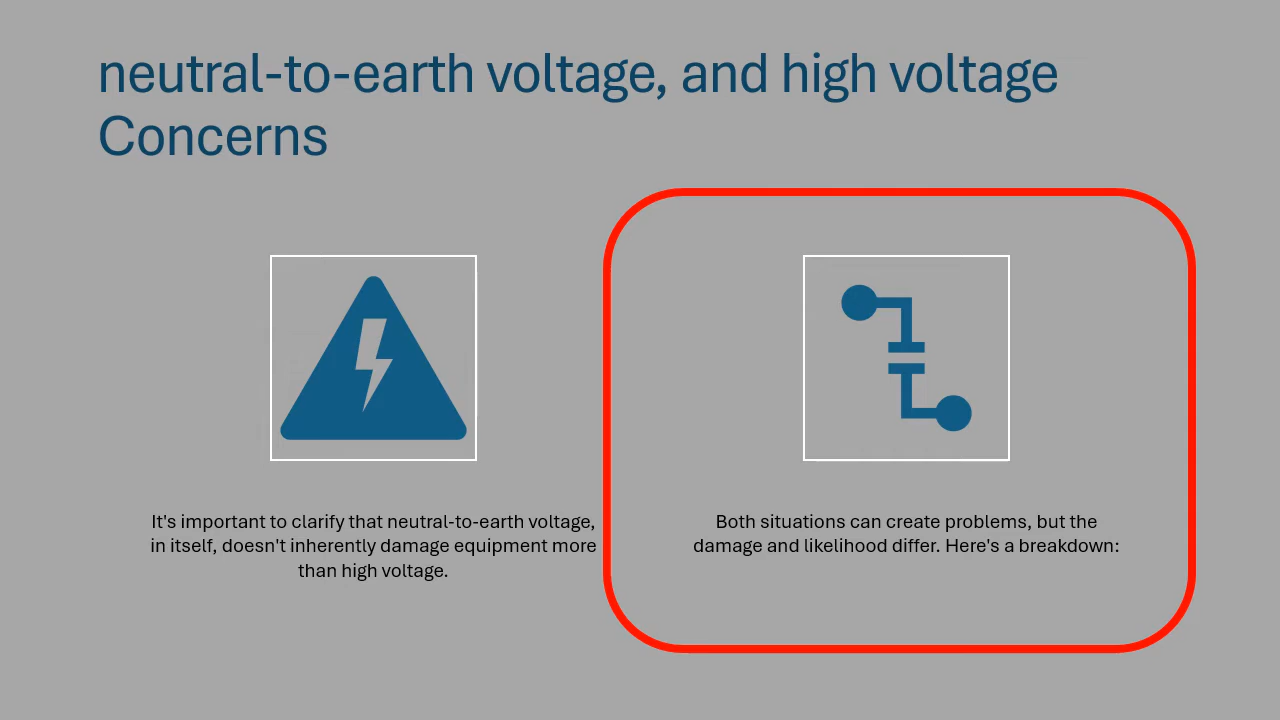 neutral-to-earth voltage, and high voltage
Concerns
It's important to clarify that neutral-to-earth voltage,
in itself, doesn't inherently damage equipment more
than high voltage.
Both situations can create problems, but the
damage and likelihood differ. Here's a breakdown: